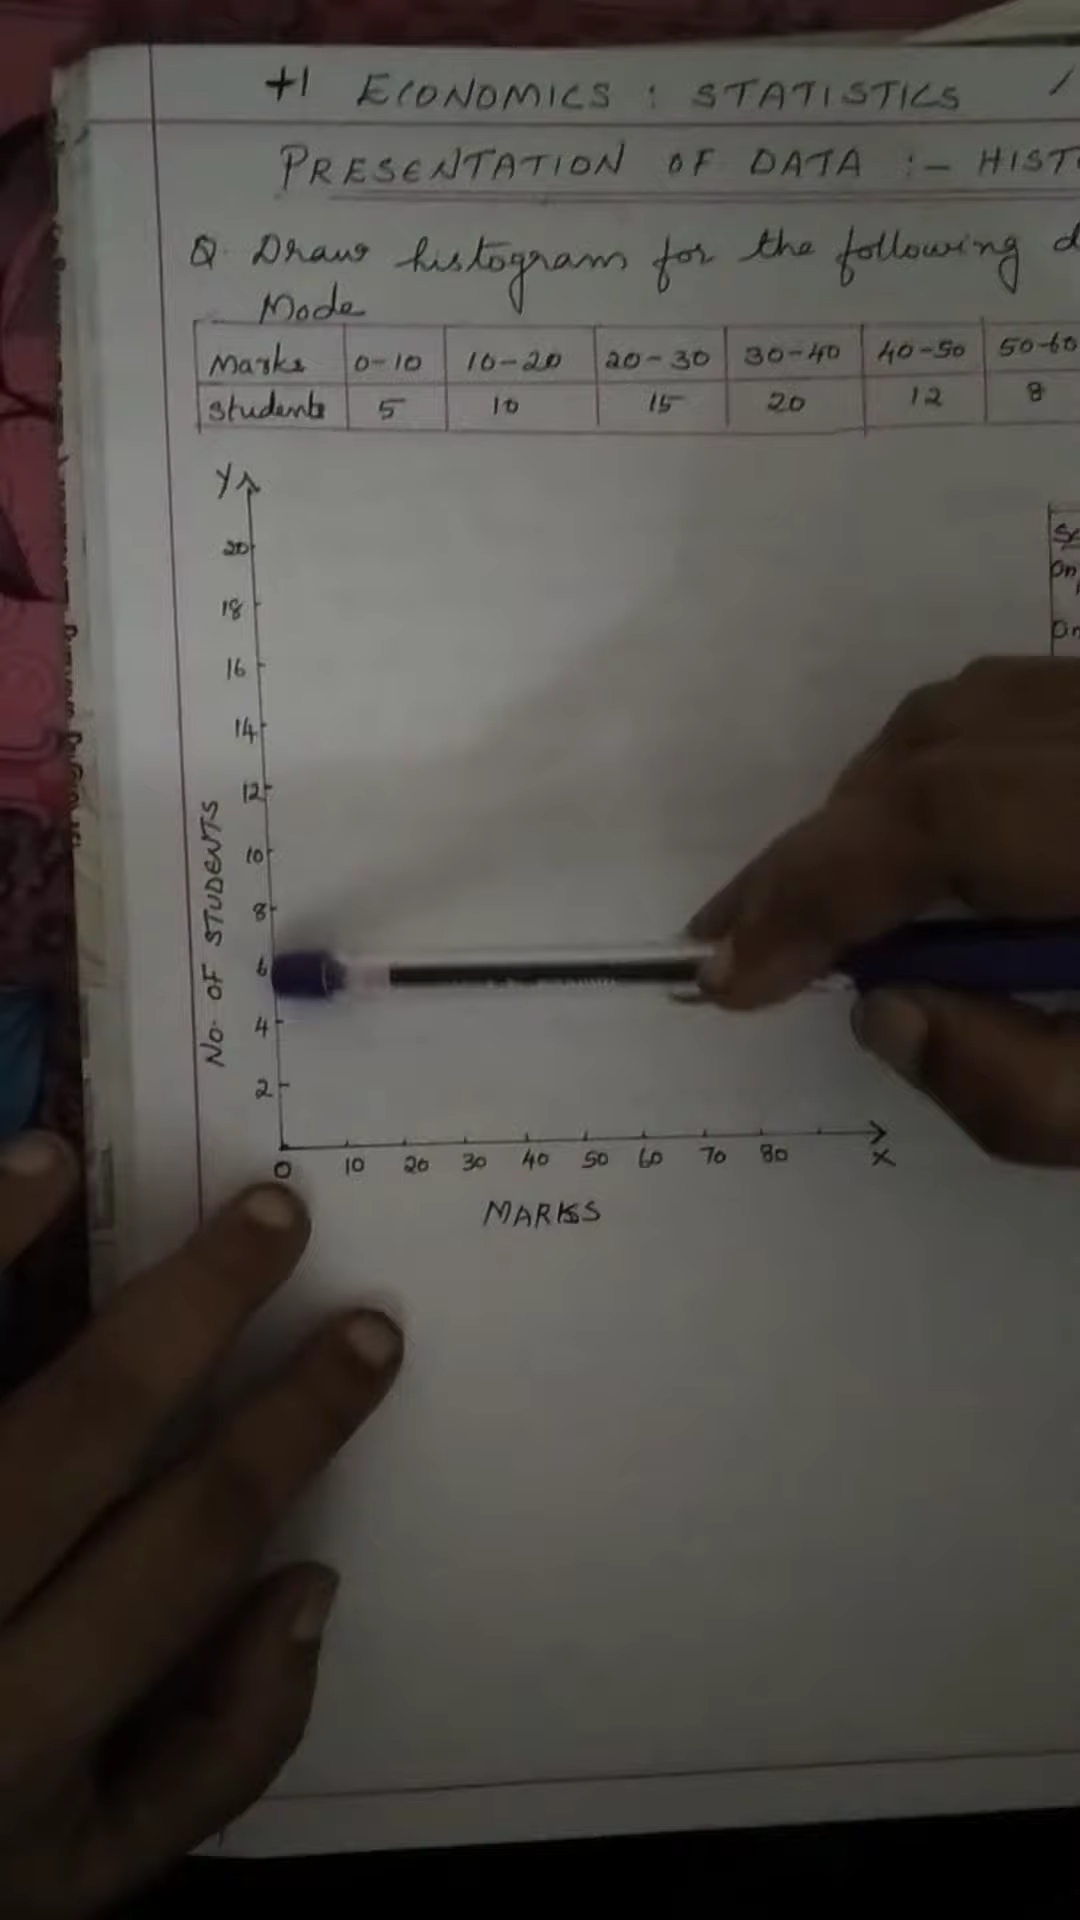 +1 ECONOMICS : STATISTICS
PRESENTATION OF DATA :- HIST
Q. Draw histogram for the following d
Mode
Marks 0-10 10-20 20-30 30-40 40-50 50-60
Students 5 10 15 20 12 8
Y
20
18
16
14
12
10
8
6
4
2
No. OF STUDENTS
0 10 20 30 40 50 60 70 80 X
MARKS